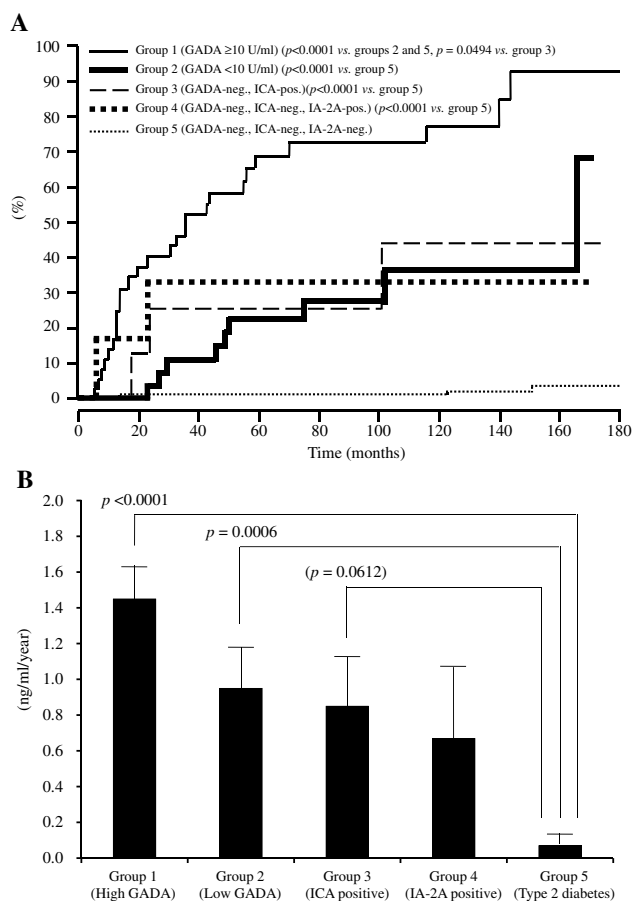 A
100
Group 1 (GADA ≥10 U/ml) (p<0.0001 vs. groups 2 and 5, p = 0.0494 vs. group 3)
90
Group 2 (GADA <10 U/ml) (p<0.0001 vs. group 5)
Group 3 (GADA-neg., ICA-pos.)(p<0.0001 vs. group 5)
80
Group 4 (GADA-neg., ICA-neg., IA-2A-pos.) (p<0.0001 vs. group 5)
Group 5 (GADA-neg., ICA-neg., IA-2A-neg.)
70
60
(%)
50
40
30
20
10
0
0 20 40 60 80 100 120 140 160 180
Time (months)
B
2.0
p <0.0001
1.8
p = 0.0006
1.6
(p = 0.0612)
1.4
1.2
(ng/ml/year)
1.0
0.8
0.6
0.4
0.2
0.0
Group 1 Group 2 Group 3 Group 4 Group 5
(High GADA) (Low GADA) (ICA positive) (IA-2A positive) (Type 2 diabetes)